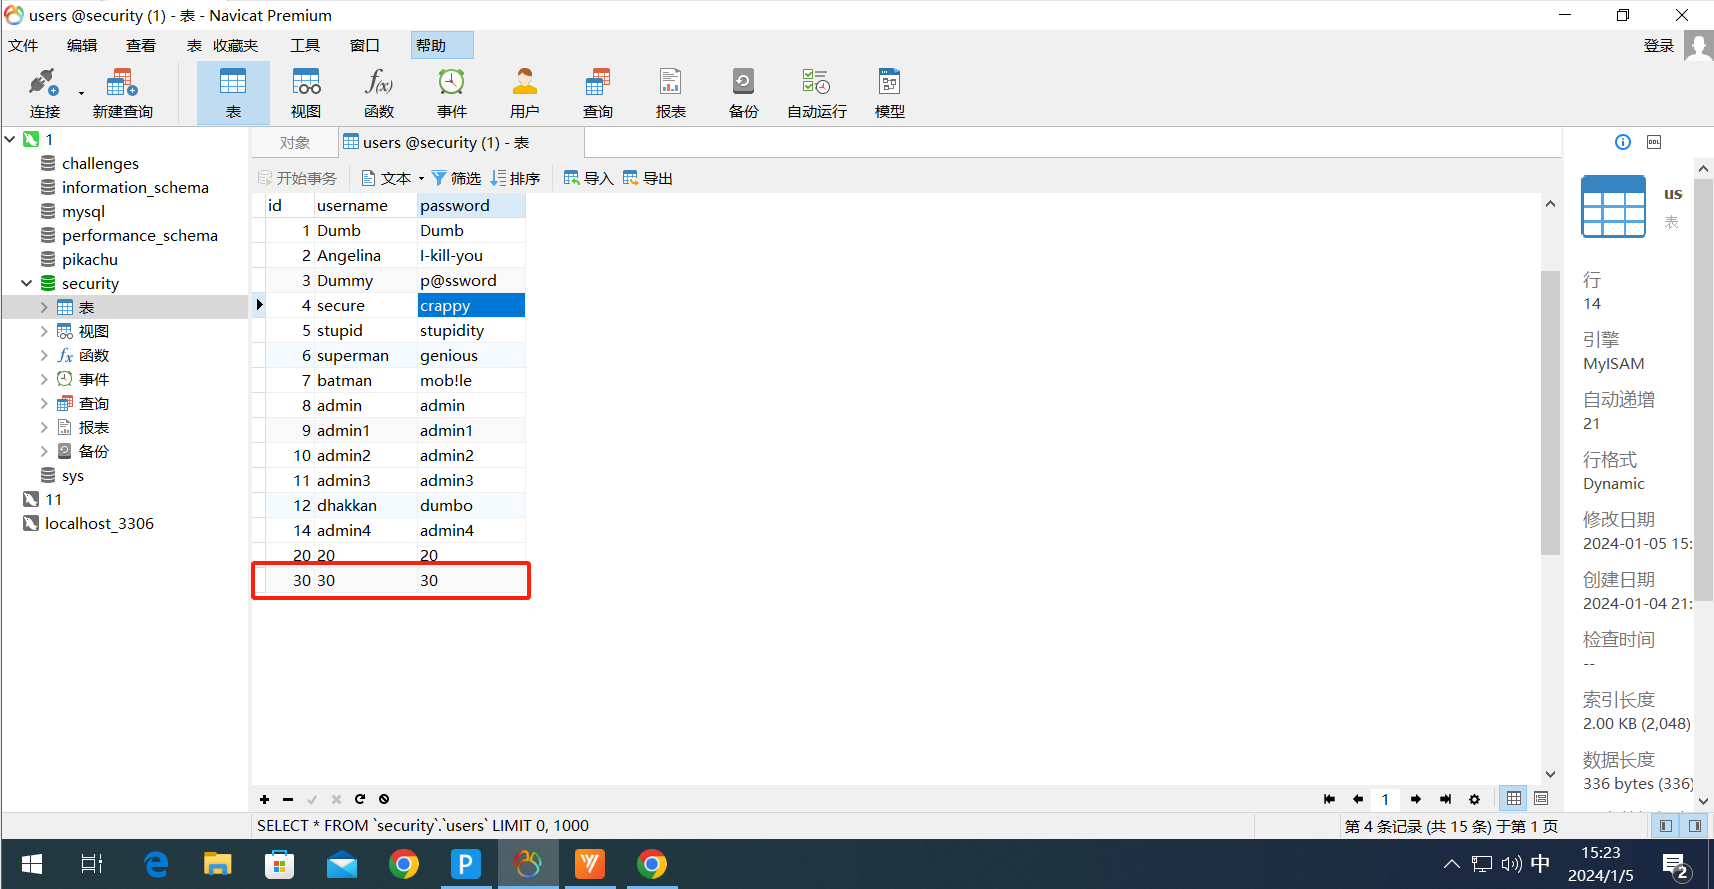 users @security (1) - 表 - Navicat Premium
文件 编辑 查看 表 收藏夹 工具 窗口 帮助 登录
连接 新建查询 表 视图 函数 事件 用户 查询 报表 备份 自动运行 模型
1
challenges
information_schema
mysql
performance_schema
pikachu
security
表
视图
函数
事件
查询
报表
备份
sys
11
localhost_3306
对象 users @security (1) - 表
开始事务 文本 筛选 排序 导入 导出
id username password
1 Dumb Dumb
2 Angelina I-kill-you
3 Dummy p@ssword
4 secure crappy
5 stupid stupidity
6 superman genious
7 batman mob!le
8 admin admin
9 admin1 admin1
10 admin2 admin2
11 admin3 admin3
12 dhakkan dumbo
14 admin4 admin4
20 20 20
30 30 30
1
SELECT * FROM `security`.`users` LIMIT 0, 1000
第 4 条记录 (共 15 条) 于第 1 页
DDL
us
表
行
14
引擎
MyISAM
自动递增
21
行格式
Dynamic
修改日期
2024-01-05 15:
创建日期
2024-01-04 21:
检查时间
--
索引长度
2.00 KB (2,048)
数据长度
336 bytes (336)
中
15:23
2024/1/5
2